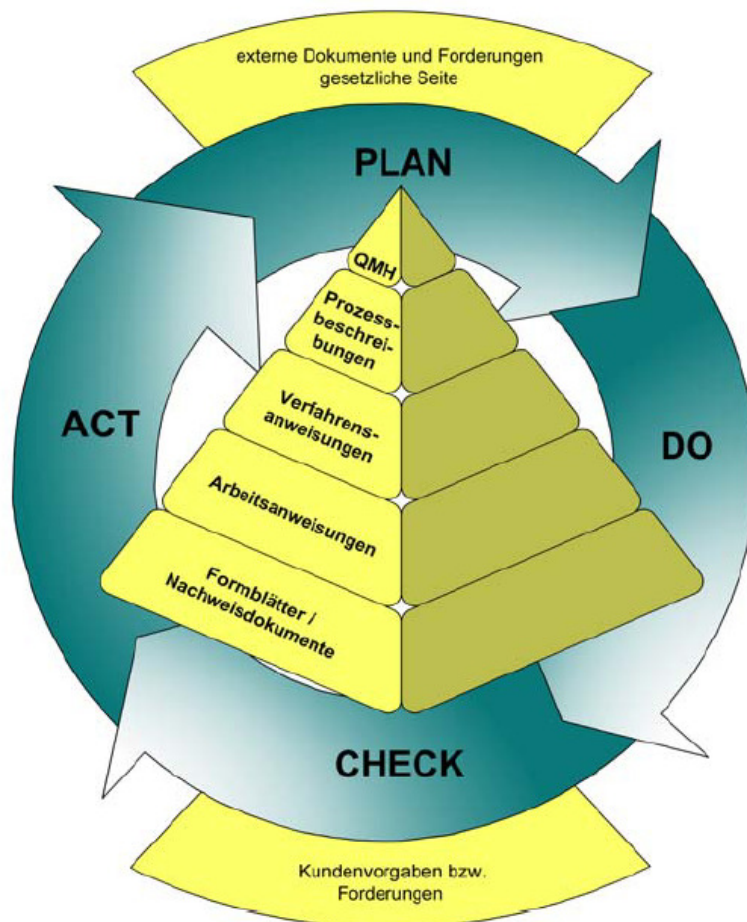 externe Dokumente und Forderungen
gesetzliche Seite
PLAN
QMH
Prozess-
beschrei-
bungen
Verfahrens-
anweisungen
ACT
DO
Arbeitsanweisungen
Formblätter /
Nachweisdokumente
CHECK
Kundenvorgaben bzw.
Forderungen